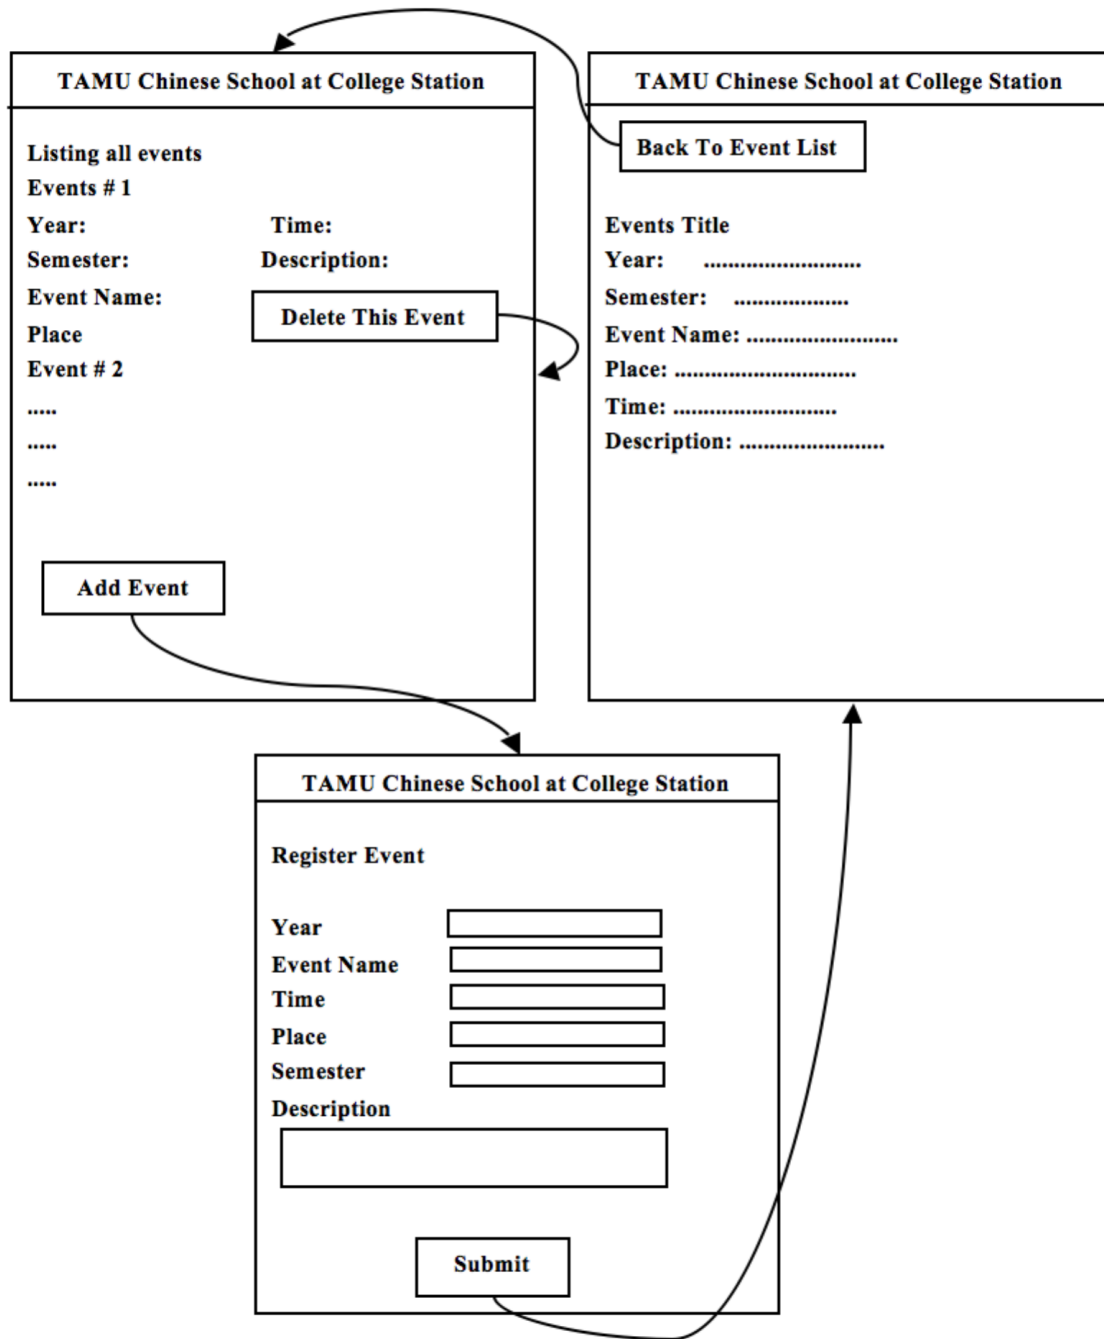 TAMU Chinese School at College Station
Listing all events
Events # 1
Year: Time:
Semester: Description:
Event Name:
Delete This Event
Place
Event # 2
.....
.....
.....
Add Event
TAMU Chinese School at College Station
Back To Event List
Events Title
Year: ..........................
Semester: ...................
Event Name: .........................
Place: ..............................
Time: ...........................
Description: ........................
TAMU Chinese School at College Station
Register Event
Year
Event Name
Time
Place
Semester
Description
Submit